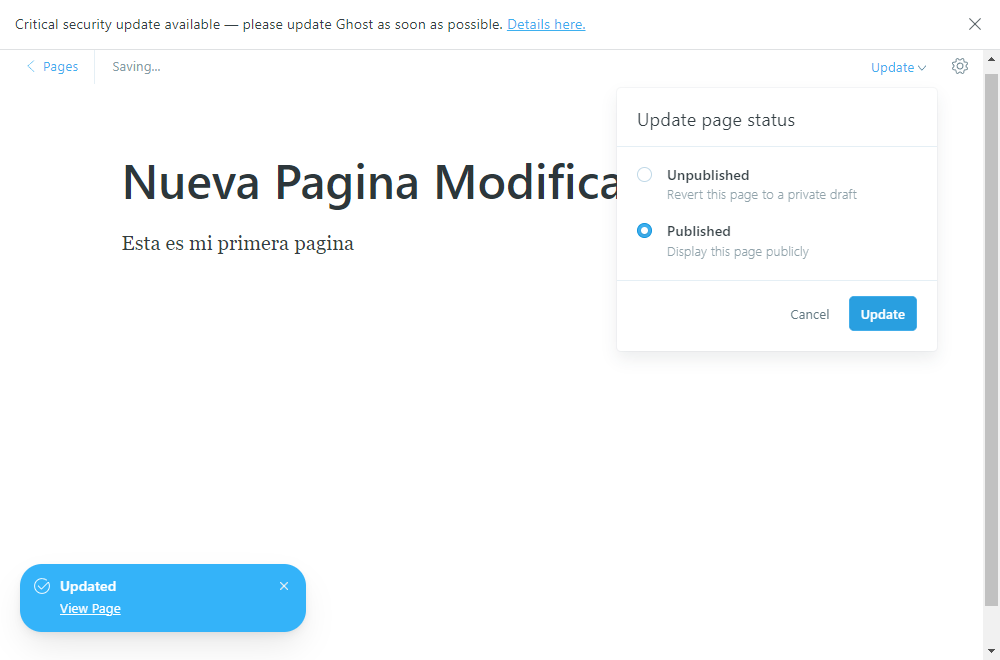 Critical security update available — please update Ghost as soon as possible. Details here.
Pages
Saving...
Update
Update page status
Nueva Pagina Modifica
Unpublished
Revert this page to a private draft
Published
Display this page publicly
Esta es mi primera pagina
Cancel
Update
Updated
View Page